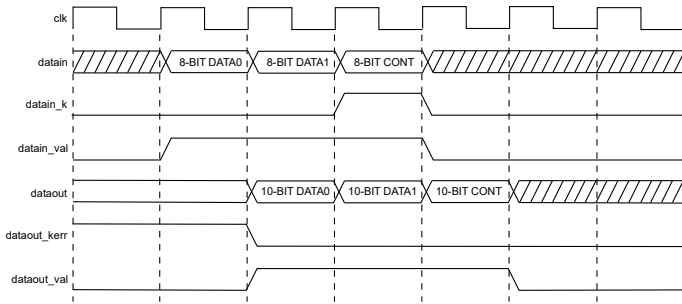 clk
datain 8-BIT DATA0 8-BIT DATA1 8-BIT CONT
datain_k
datain_val
dataout 10-BIT DATA0 10-BIT DATA1 10-BIT CONT
dataout_kerr
dataout_val